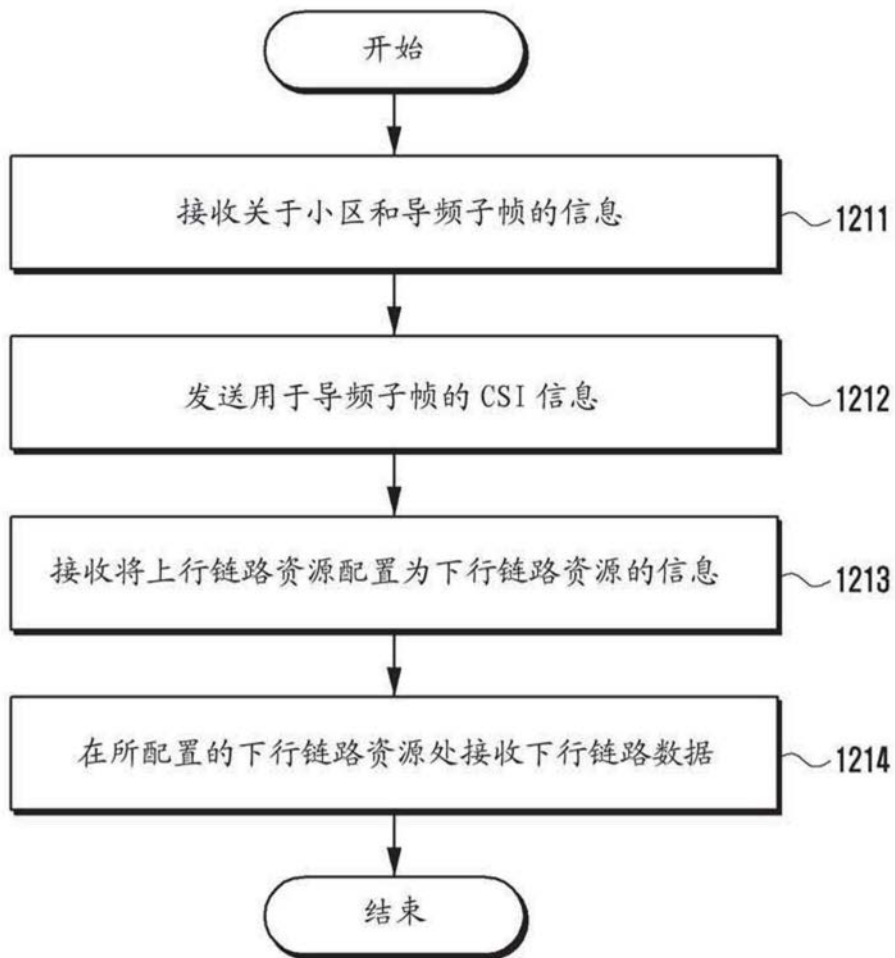 开始
接收关于小区和导频子帧的信息
1211
发送用于导频子帧的 CSI 信息
1212
接收将上行链路资源配置为下行链路资源的信息
1213
在所配置的下行链路资源处接收下行链路数据
1214
结束